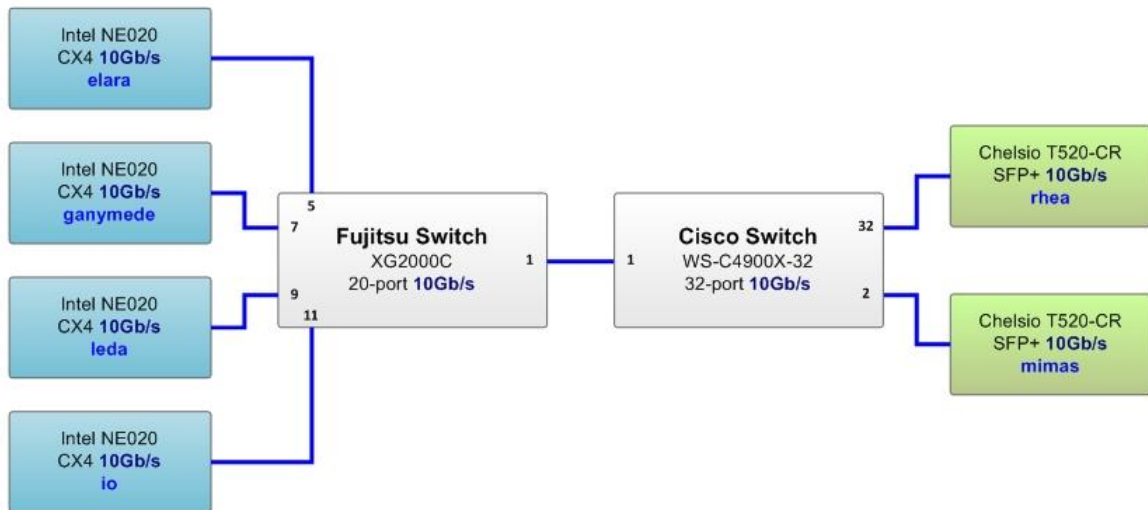 Intel NE020
CX4 10Gb/s
elara
Intel NE020
CX4 10Gb/s
ganymede
Intel NE020
CX4 10Gb/s
leda
Intel NE020
CX4 10Gb/s
io
5
7
9
11
Fujitsu Switch
XG2000C
20-port 10Gb/s
1
1
Cisco Switch
WS-C4900X-32
32-port 10Gb/s
32
2
Chelsio T520-CR
SFP+ 10Gb/s
rhea
Chelsio T520-CR
SFP+ 10Gb/s
mimas